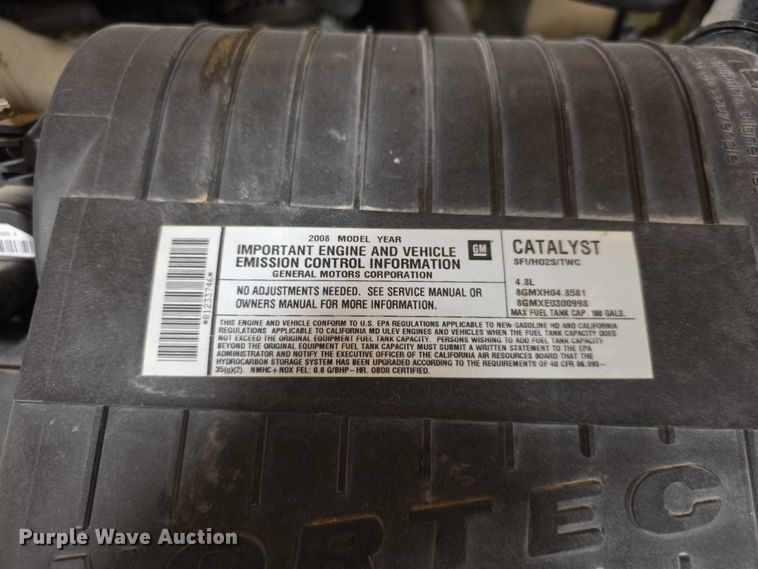 2008 MODEL YEAR
IMPORTANT ENGINE AND VEHICLE
EMISSION CONTROL INFORMATION
GENERAL MOTORS CORPORATION
GM
CATALYST
SFI/HO2S/TWC
NO ADJUSTMENTS NEEDED. SEE SERVICE MANUAL OR
OWNERS MANUAL FOR MORE INFORMATION.
4.8L
8GMXH04.8581
8GMXE0300998
MAX FUEL TANK CAP. 100 GALS.
*81233746*
THIS ENGINE AND VEHICLE CONFORM TO U.S. EPA REGULATIONS APPLICABLE TO NEW GASOLINE HD AND CALIFORNIA
REGULATIONS APPLICABLE TO CALIFORNIA MD ULEV ENGINES AND VEHICLES WHEN THE FUEL TANK CAPACITY DOES
NOT EXCEED THE ORIGINAL EQUIPMENT FUEL TANK CAPACITY. PERSONS WISHING TO ADD FUEL TANK CAPACITY
BEYOND THE ORIGINAL EQUIPMENT FUEL TANK CAPACITY MUST SUBMIT A WRITTEN STATEMENT TO THE EPA
ADMINISTRATOR AND NOTIFY THE EXECUTIVE OFFICER OF THE CALIFORNIA AIR RESOURCES BOARD THAT THE
HYDROCARBON STORAGE SYSTEM HAS BEEN UPGRADED ACCORDING TO THE REQUIREMENTS OF 40 CFR 86.095-
35(g)(2). NMHC + NOX FEL: 0.8 G/BHP-HR. OBDII CERTIFIED.
VORTEC
Purple Wave Auction